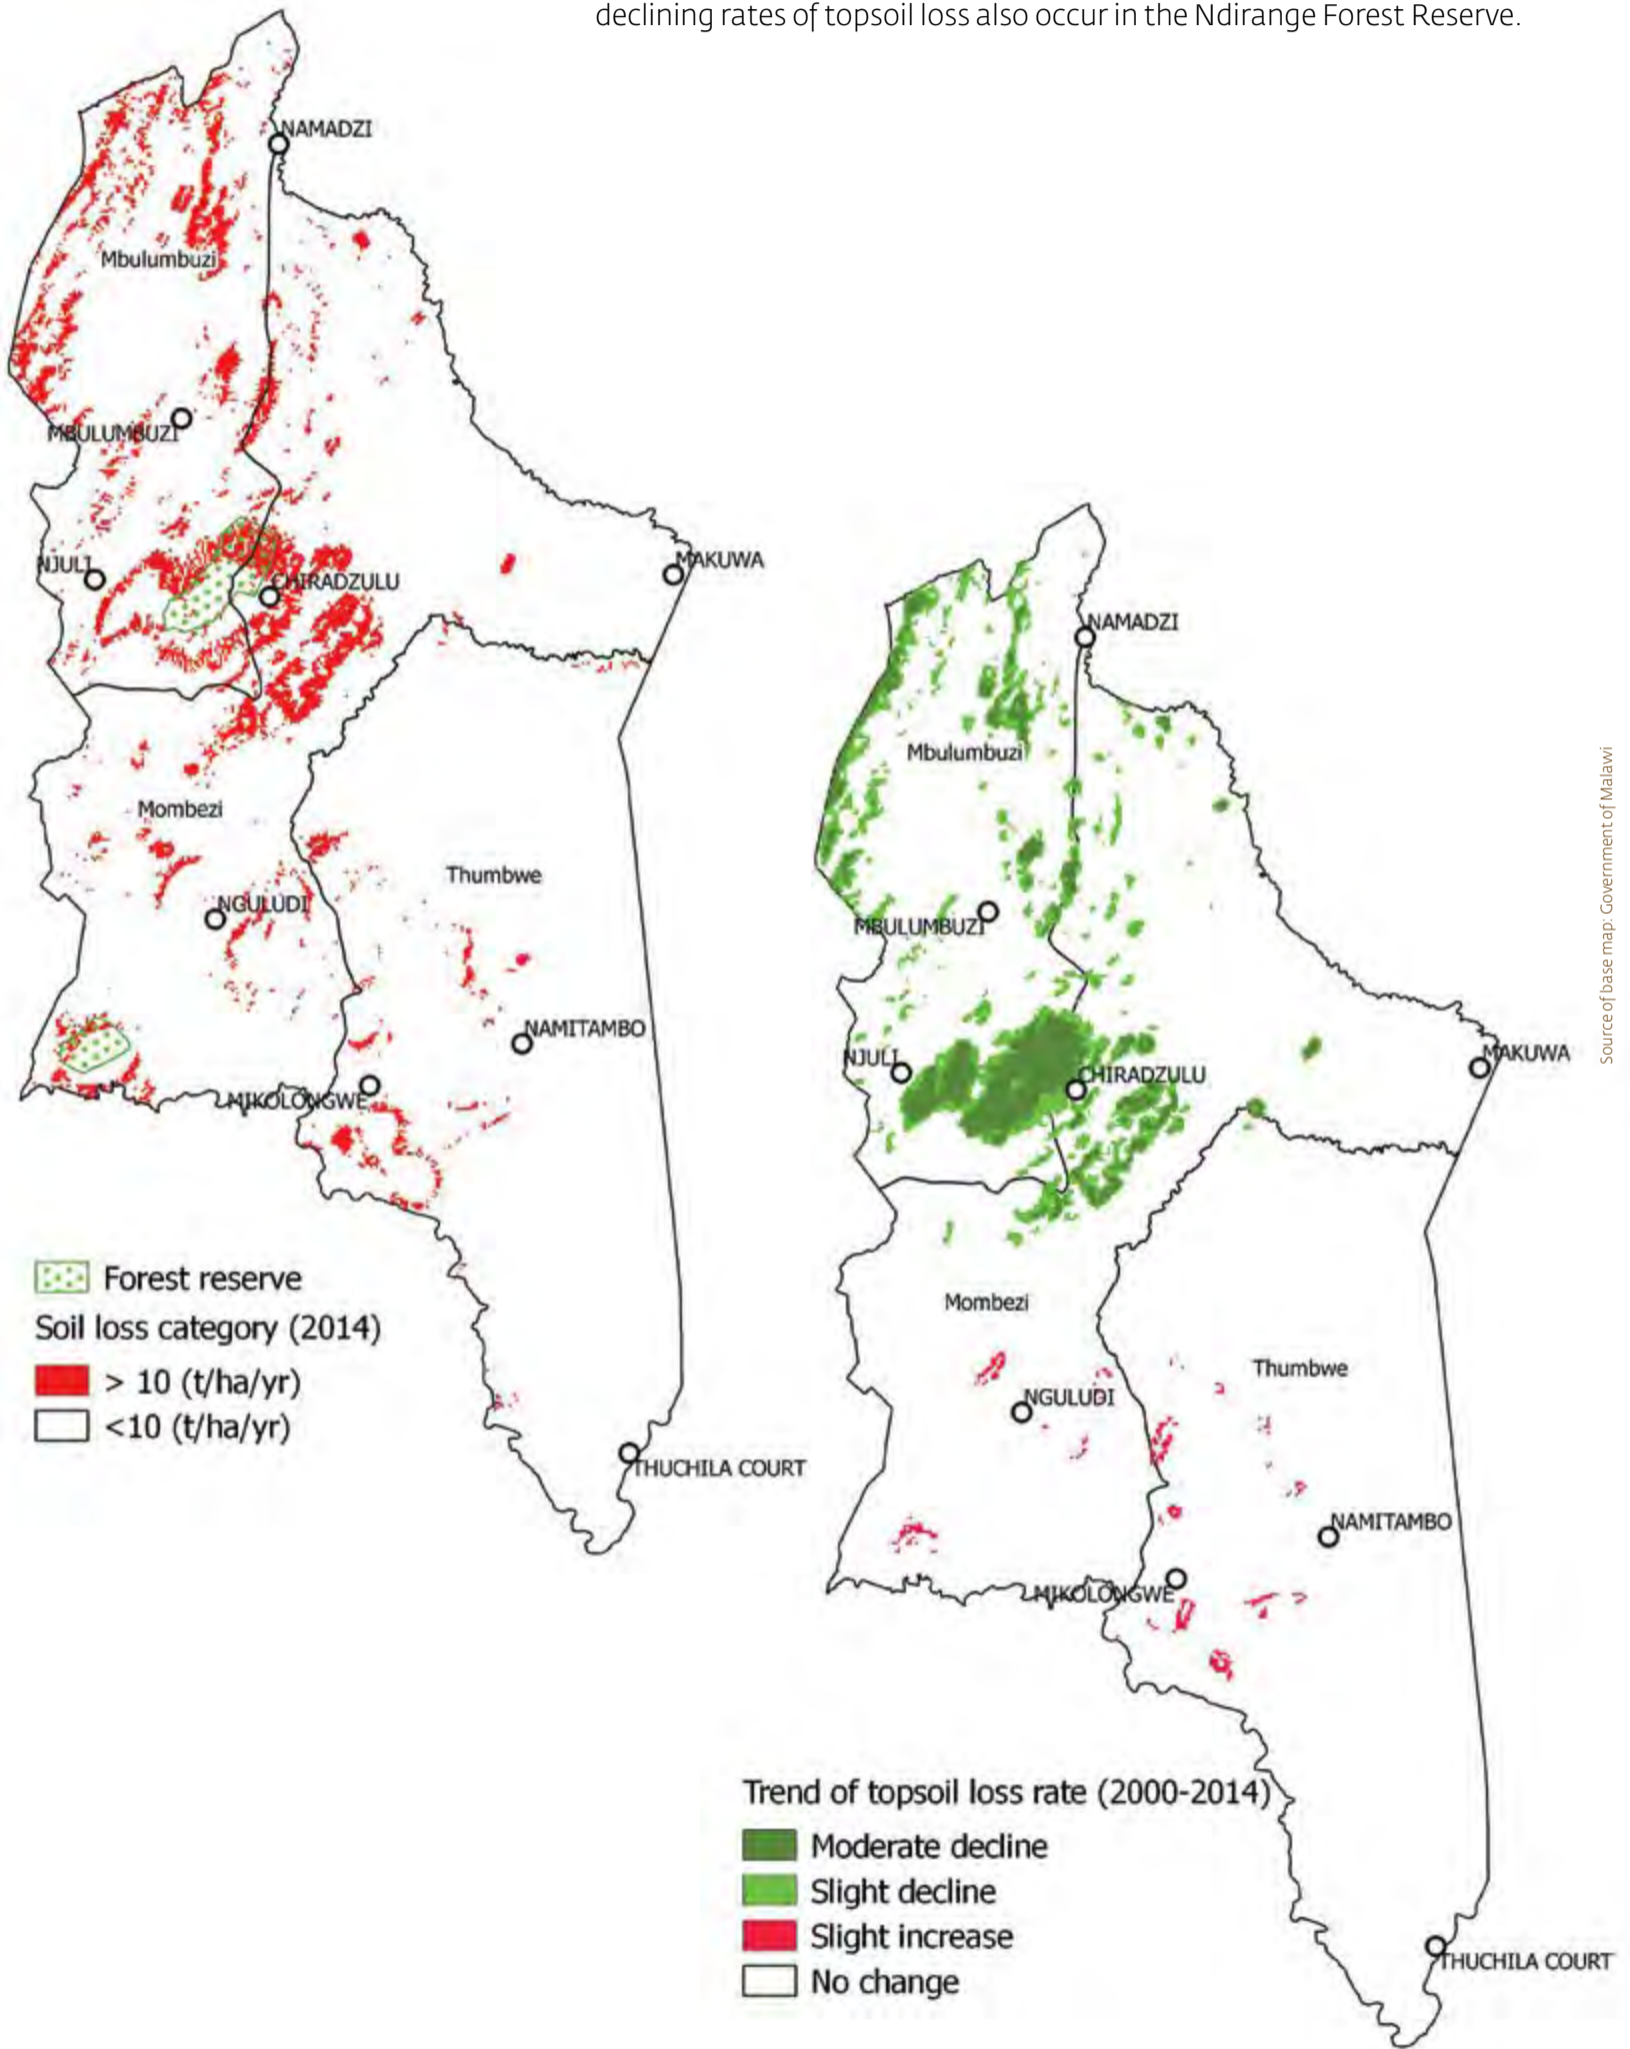 declining rates of topsoil loss also occur in the Ndirange Forest Reserve.
NAMADZI
Mbulumbuzi
MBULUMBUZI
NJULI
CHIRADZULU
MAKUWA
Mombezi
Thumbwe
NGULUDI
NAMITAMBO
MIKOLONGWE
THUCHILA COURT
Forest reserve
Soil loss category (2014)
> 10 (t/ha/yr)
<10 (t/ha/yr)
NAMADZI
Mbulumbuzi
MBULUMBUZI
NJULI
CHIRADZULU
MAKUWA
Mombezi
Thumbwe
NGULUDI
NAMITAMBO
MIKOLONGWE
THUCHILA COURT
Trend of topsoil loss rate (2000-2014)
Moderate decline
Slight decline
Slight increase
No change
Source of base map: Government of Malawi